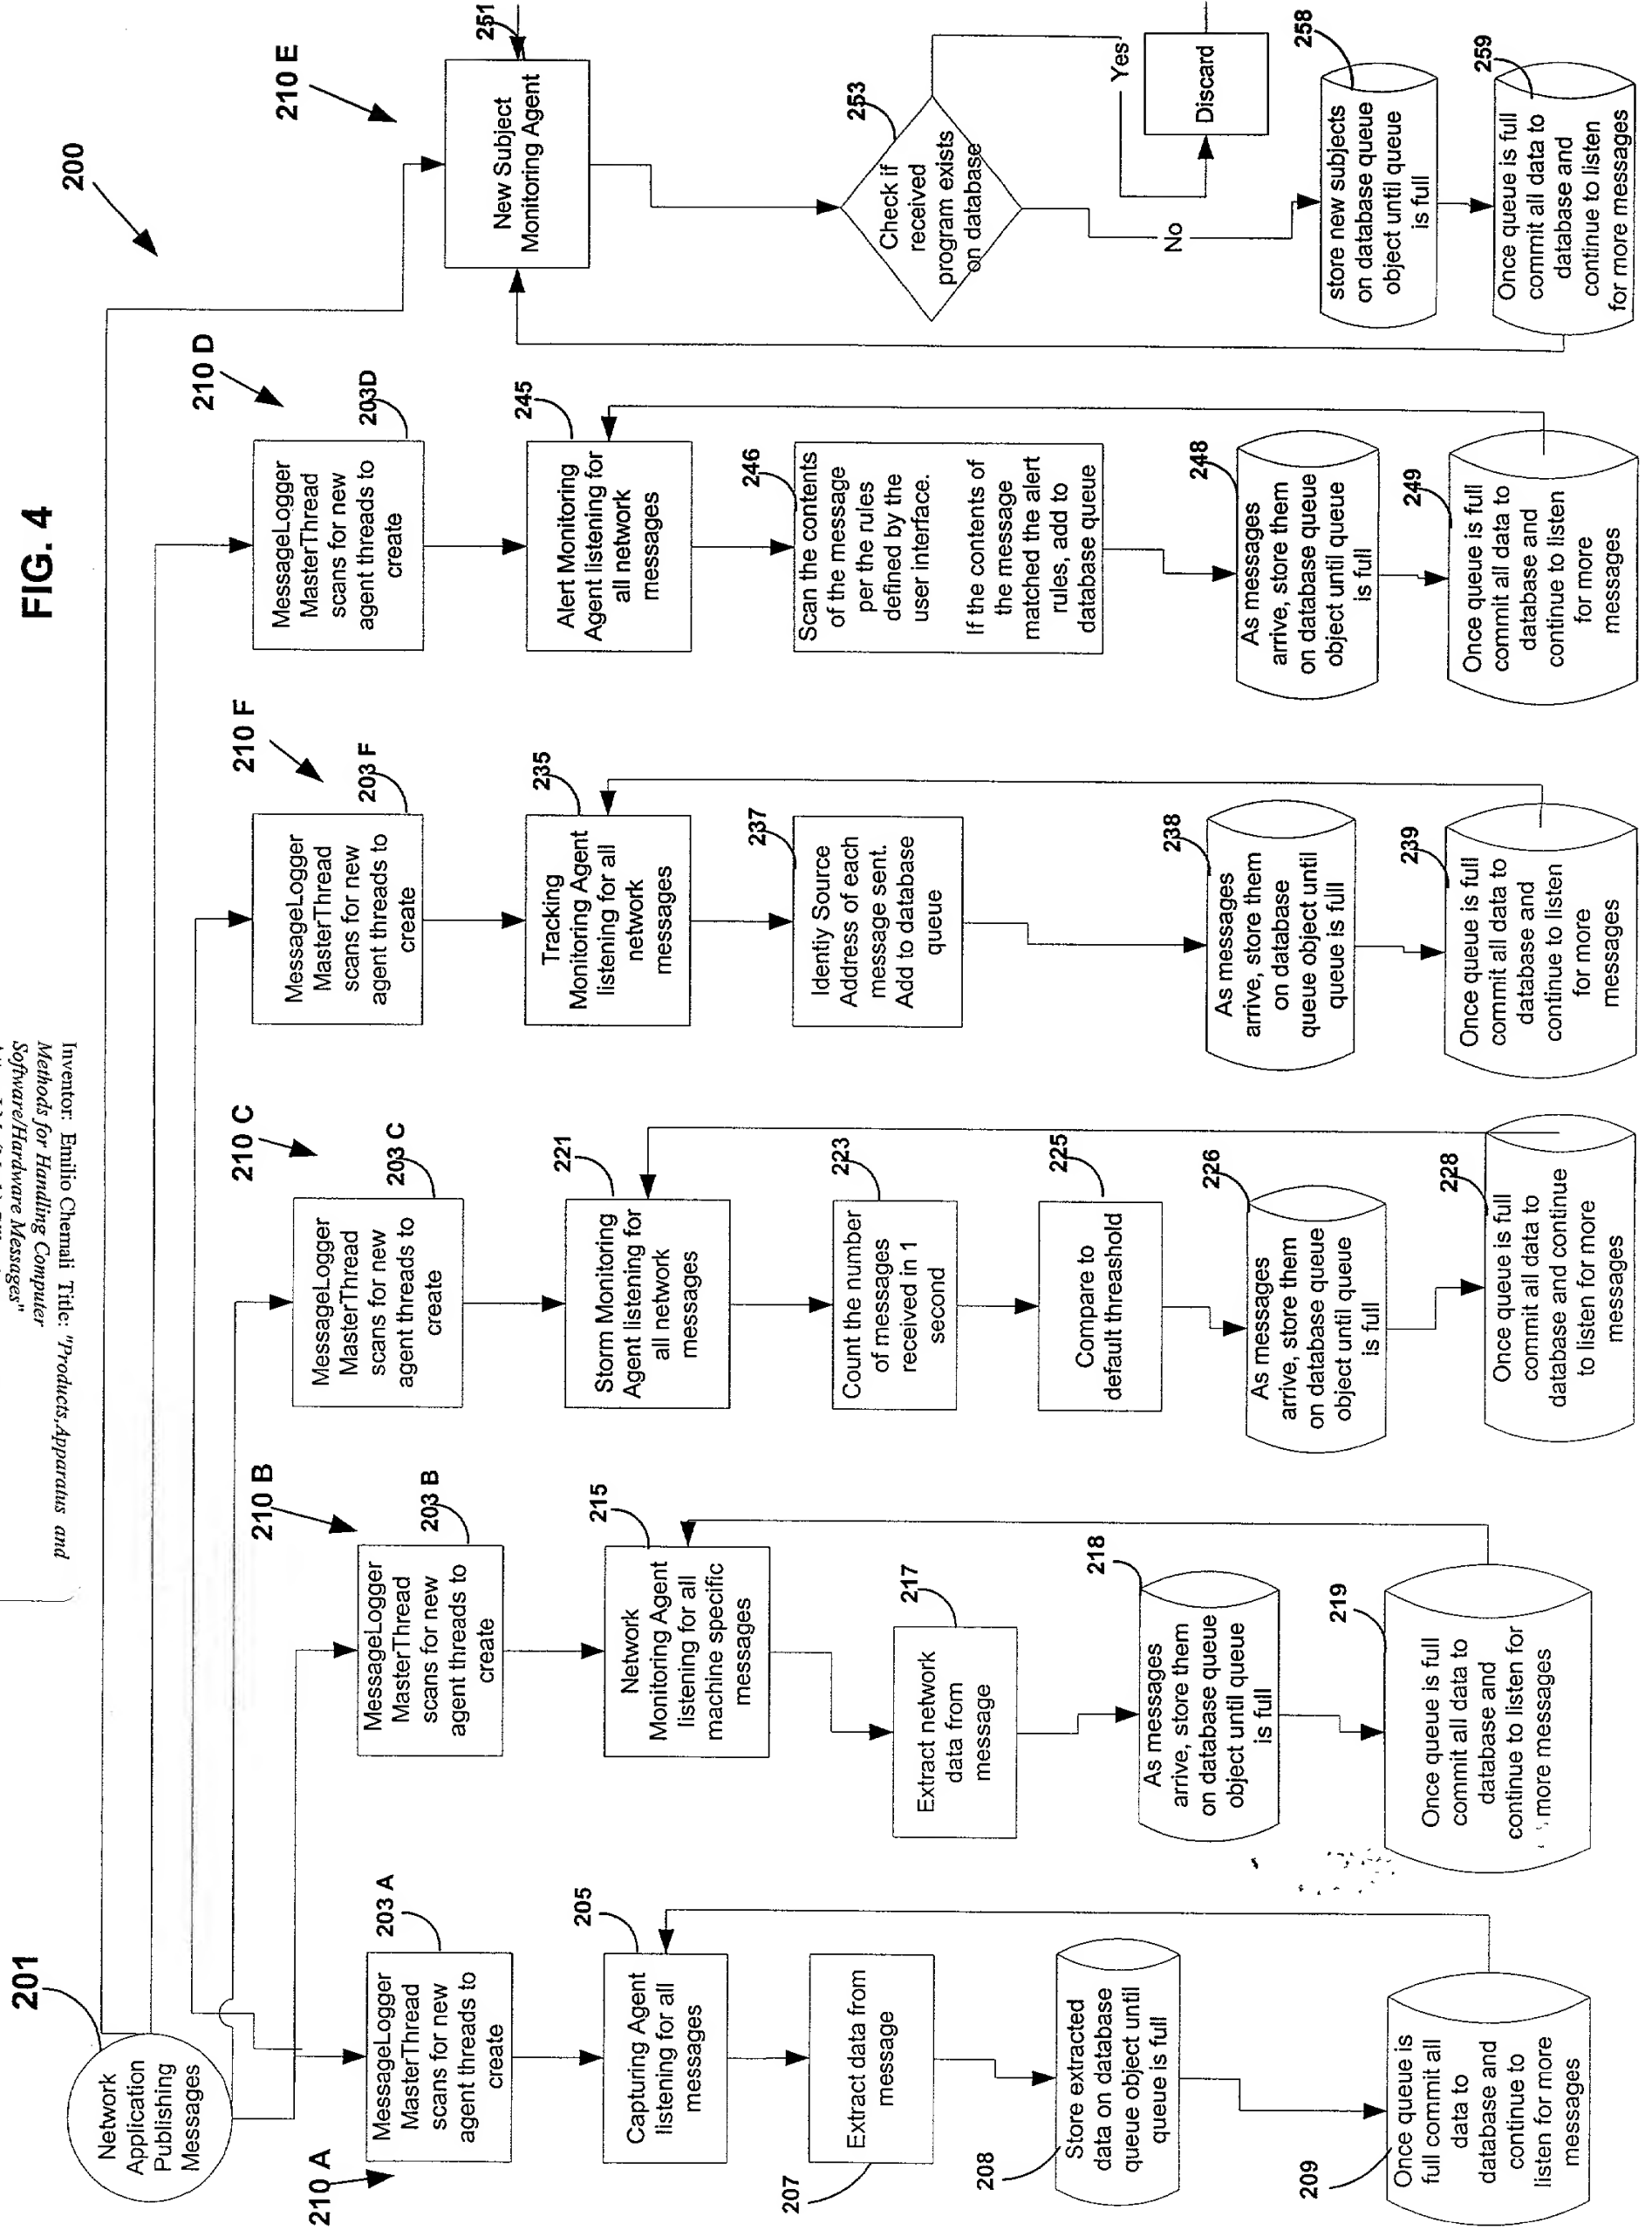 FIG. 4
200
201
Network
Application
Publishing
Messages
210 A
203 A
MessageLogger
MasterThread
scans for new
agent threads to
create
205
Capturing Agent
listening for all
messages
207
Extract data from
message
208
Store extracted
data on database
queue object until
queue is full
209
Once queue is
full commit all
data to
database and
continue to
listen for more
messages
210 B
203 B
MessageLogger
MasterThread
scans for new
agent threads to
create
215
Network
Monitoring Agent
listening for all
machine specific
messages
217
Extract network
data from
message
218
As messages
arrive, store them
on database queue
object until queue
is full
219
Once queue is full
commit all data to
database and
continue to listen for
more messages
210 C
203 C
MessageLogger
MasterThread
scans for new
agent threads to
create
221
Storm Monitoring
Agent listening for
all network
messages
223
Count the number
of messages
received in 1
second
225
Compare to
default threashold
226
As messages
arrive, store them
on database queue
object until queue
is full
228
Once queue is full
commit all data to
database and continue
to listen for more
messages
210 F
203 F
MessageLogger
MasterThread
scans for new
agent threads to
create
235
Tracking
Monitoring Agent
listening for all
network
messages
237
Identiy Source
Address of each
message sent.
Add to database
queue
238
As messages
arrive, store them
on database
queue object until
queue is full
239
Once queue is full
commit all data to
database and
continue to listen
for more
messages
210 D
203D
MessageLogger
MasterThread
scans for new
agent threads to
create
245
Alert Monitoring
Agent listening for
all network
messages
246
Scan the contents
of the message
per the rules
defined by the
user interface.
If the contents of
the message
matched the alert
rules, add to
database queue
248
As messages
arrive, store them
on database queue
object until queue
is full
249
Once queue is full
commit all data to
database and
continue to listen
for more
messages
210 E
251
New Subject
Monitoring Agent
253
Check if
received
program exists
on database
Yes
Discard
No
258
store new subjects
on database queue
object until queue
is full
259
Once queue is full
commit all data to
database and
continue to listen
for more messages
Inventor: Emilio Chemali Title: "Products,Apparatus and
Methods for Handling Computer
Software/Hardware Messages"